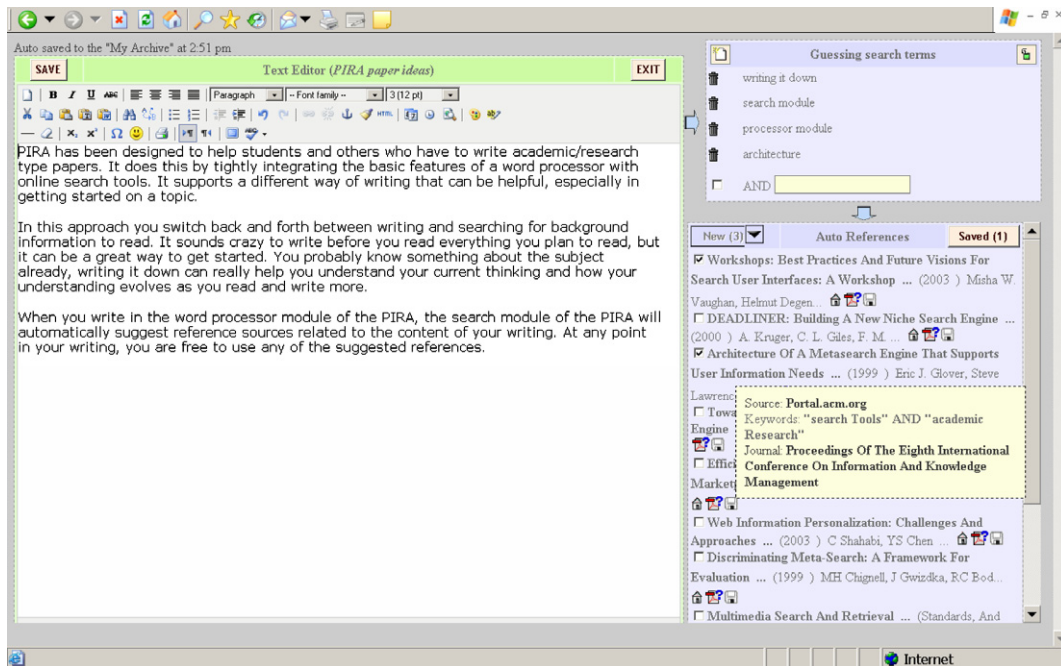 Auto saved to the "My Archive" at 2:51 pm
SAVE
Text Editor (PIRA paper ideas)
EXIT
B I U ABC
Paragraph
-- Font family --
3 (12 pt)
HTML
PIRA has been designed to help students and others who have to write academic/research
type papers. It does this by tightly integrating the basic features of a word processor with
online search tools. It supports a different way of writing that can be helpful, especially in
getting started on a topic.
In this approach you switch back and forth between writing and searching for background
information to read. It sounds crazy to write before you read everything you plan to read, but
it can be a great way to get started. You probably know something about the subject
already, writing it down can really help you understand your current thinking and how your
understanding evolves as you read and write more.
When you write in the word processor module of the PIRA, the search module of the PIRA will
automatically suggest reference sources related to the content of your writing. At any point
in your writing, you are free to use any of the suggested references.
Guessing search terms
writing it down
search module
processor module
architecture
AND
New (3)
Auto References
Saved (1)
Workshops: Best Practices And Future Visions For
Search User Interfaces: A Workshop ... (2003 ) Misha W.
Vaughan, Helmut Degen...
DEADLINER: Building A New Niche Search Engine ...
(2000 ) A. Kruger, C. L. Giles, F. M. ...
Architecture Of A Metasearch Engine That Supports
User Information Needs ... (1999 ) Eric J. Glover, Steve
Lawrenc
Towa
Engine
Effici
Market
Source: Portal.acm.org
Keywords: "search Tools" AND "academic
Research"
Journal: Proceedings Of The Eighth International
Conference On Information And Knowledge
Management
Web Information Personalization: Challenges And
Approaches ... (2003 ) C Shahabi, YS Chen ...
Discriminating Meta-Search: A Framework For
Evaluation ... (1999 ) MH Chignell, J Gwizdka, RC Bod...
Multimedia Search And Retrieval ... (Standards, And
Internet